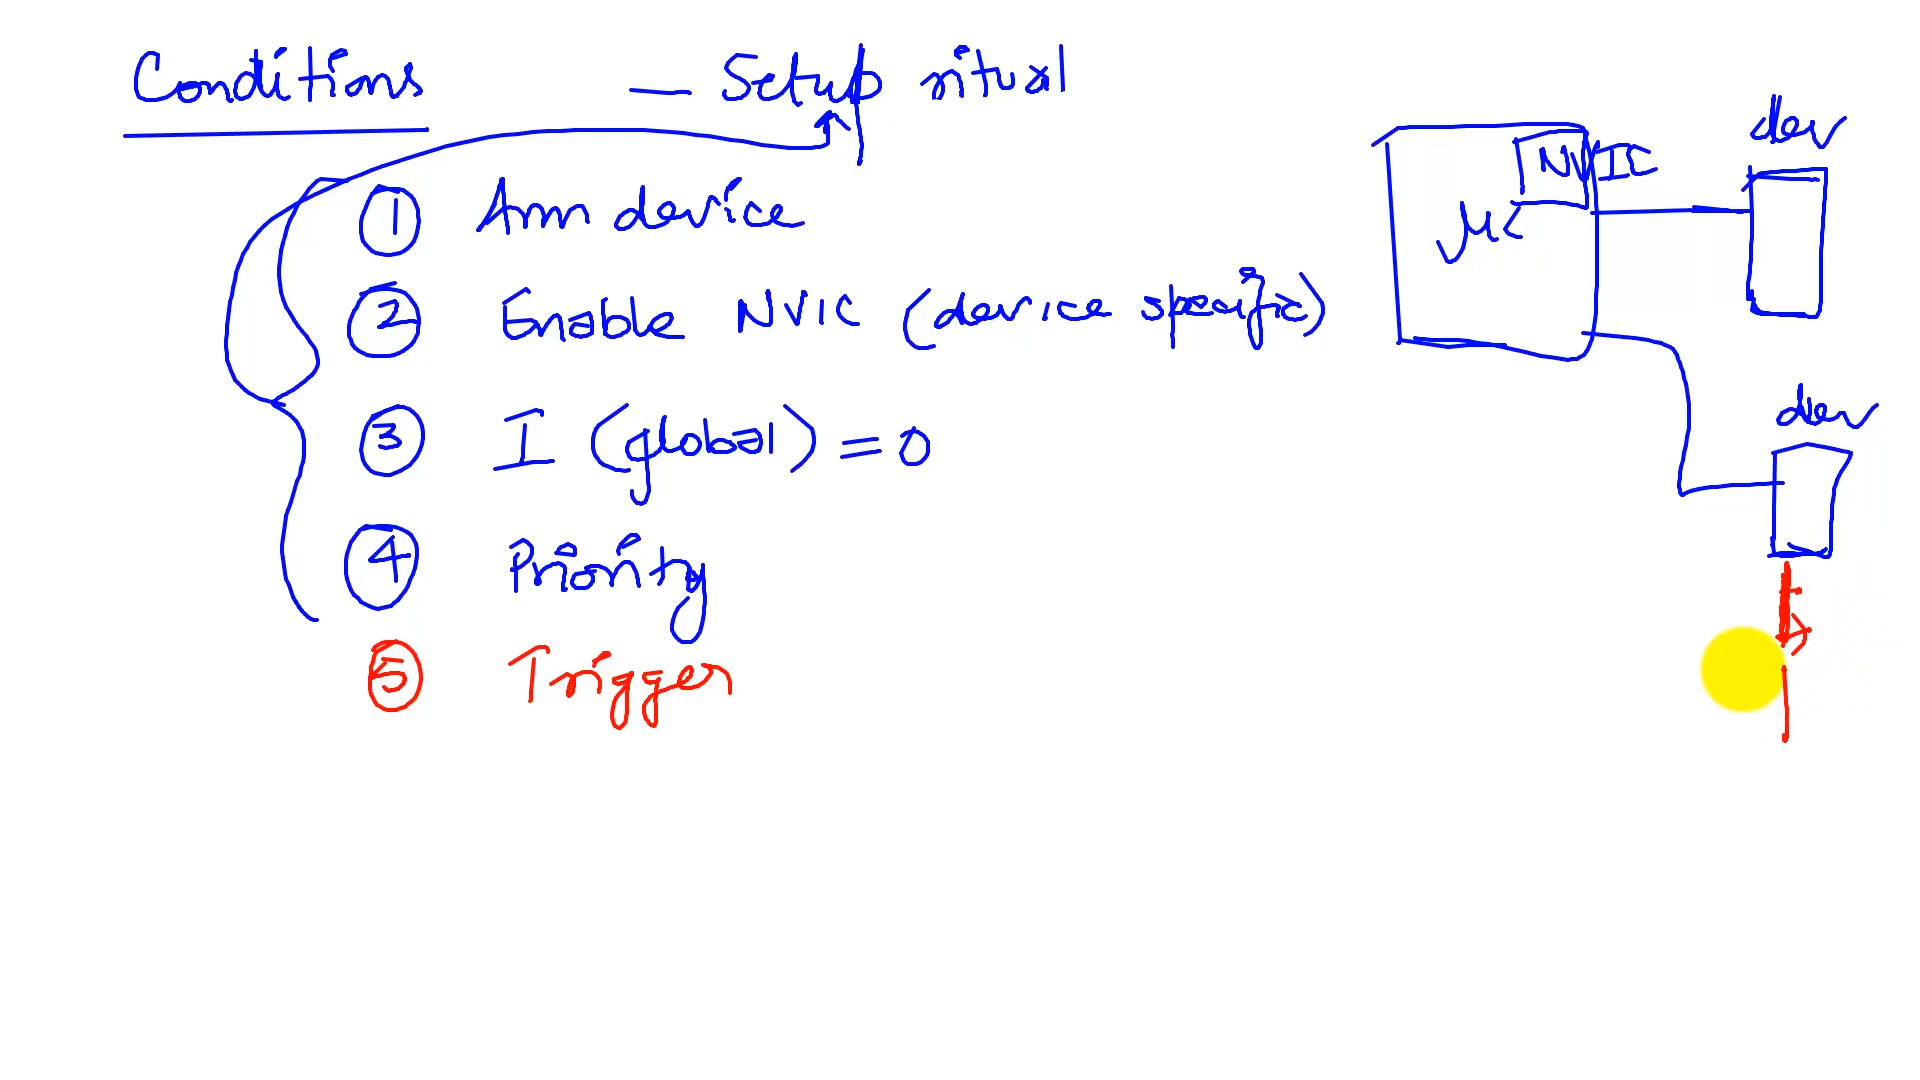 Conditions — Setup ritual
① Arm device
② Enable NVIC (device specific)
③ I (global) = 0
④ Priority
⑤ Trigger
dev
NVIC
μC
dev